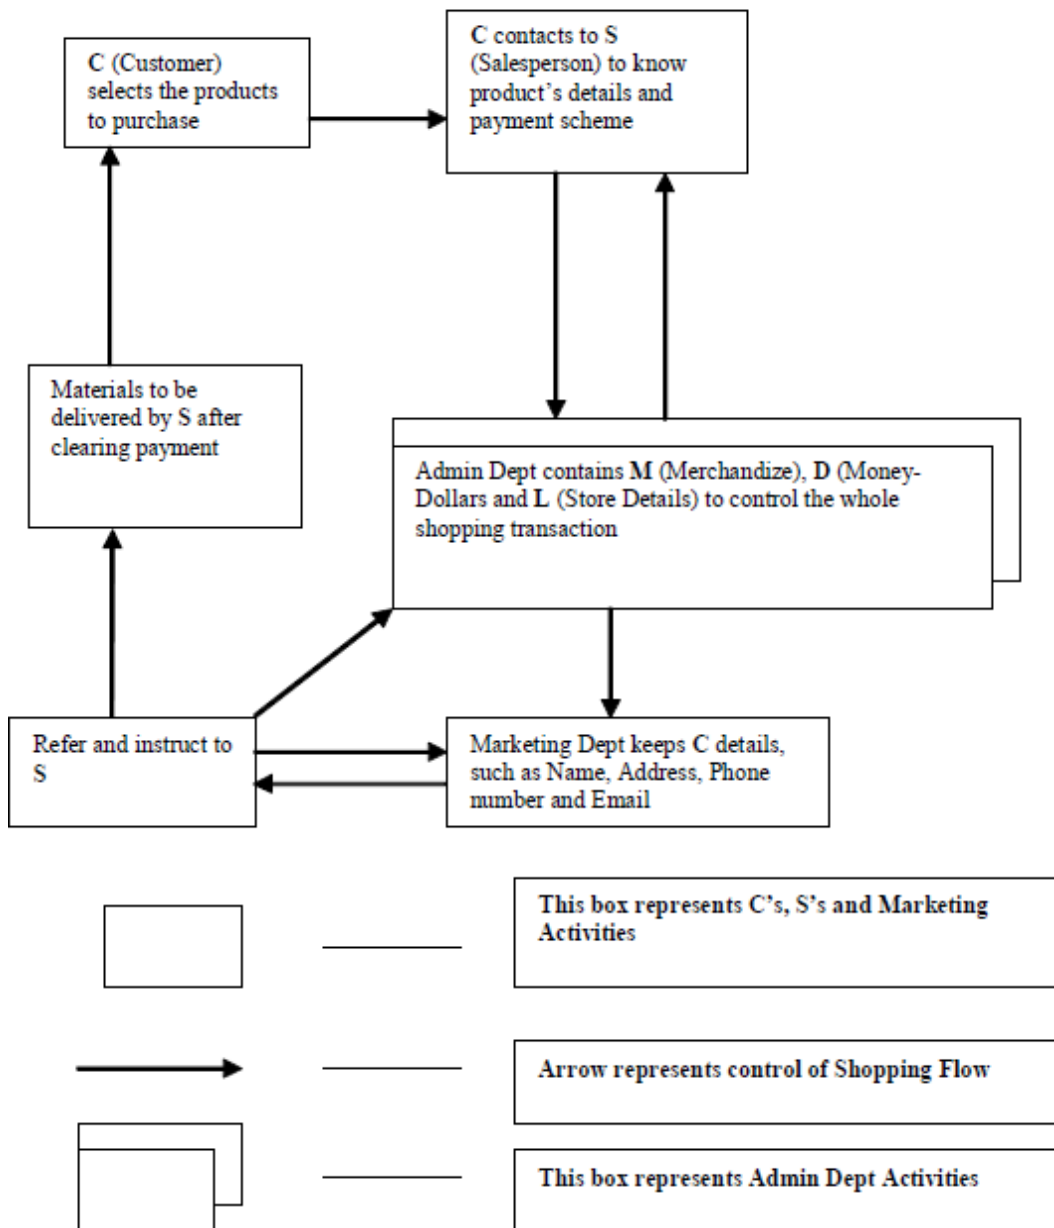 C (Customer)
selects the products
to purchase
C contacts to S
(Salesperson) to know
product's details and
payment scheme
Materials to be
delivered by S after
clearing payment
Admin Dept contains M (Merchandize), D (Money-
Dollars and L (Store Details) to control the whole
shopping transaction
Refer and instruct to
S
Marketing Dept keeps C details,
such as Name, Address, Phone
number and Email
This box represents C's, S's and Marketing
Activities
Arrow represents control of Shopping Flow
This box represents Admin Dept Activities